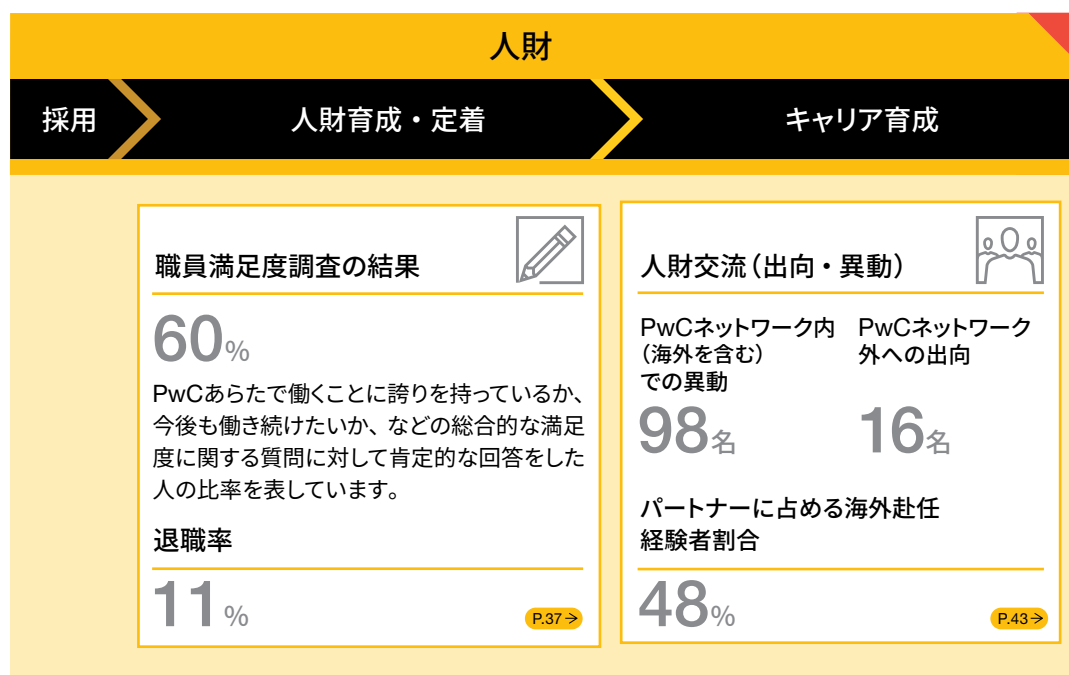 人財
採用
人財育成・定着
キャリア育成
職員満足度調査の結果
60%
PwCあらたで働くことに誇りを持っているか、
今後も働き続けたいか、などの総合的な満足
度に関する質問に対して肯定的な回答をした
人の比率を表しています。
退職率
11%
P.37→
人財交流（出向・異動）
PwCネットワーク内
（海外を含む）
での異動
98名
PwCネットワーク
外への出向
16名
パートナーに占める海外赴任
経験者割合
48%
P.43→